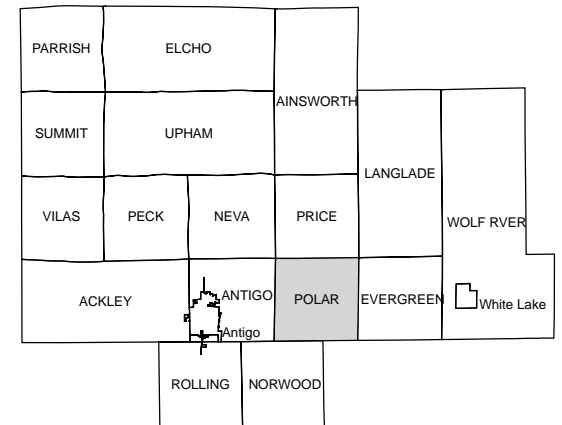 PARRISH
ELCHO
AINSWORTH
SUMMIT
UPHAM
LANGLADE
VILAS
PECK
NEVA
PRICE
WOLF RVER
ACKLEY
ANTIGO
POLAR
EVERGREEN
White Lake
Antigo
ROLLING
NORWOOD